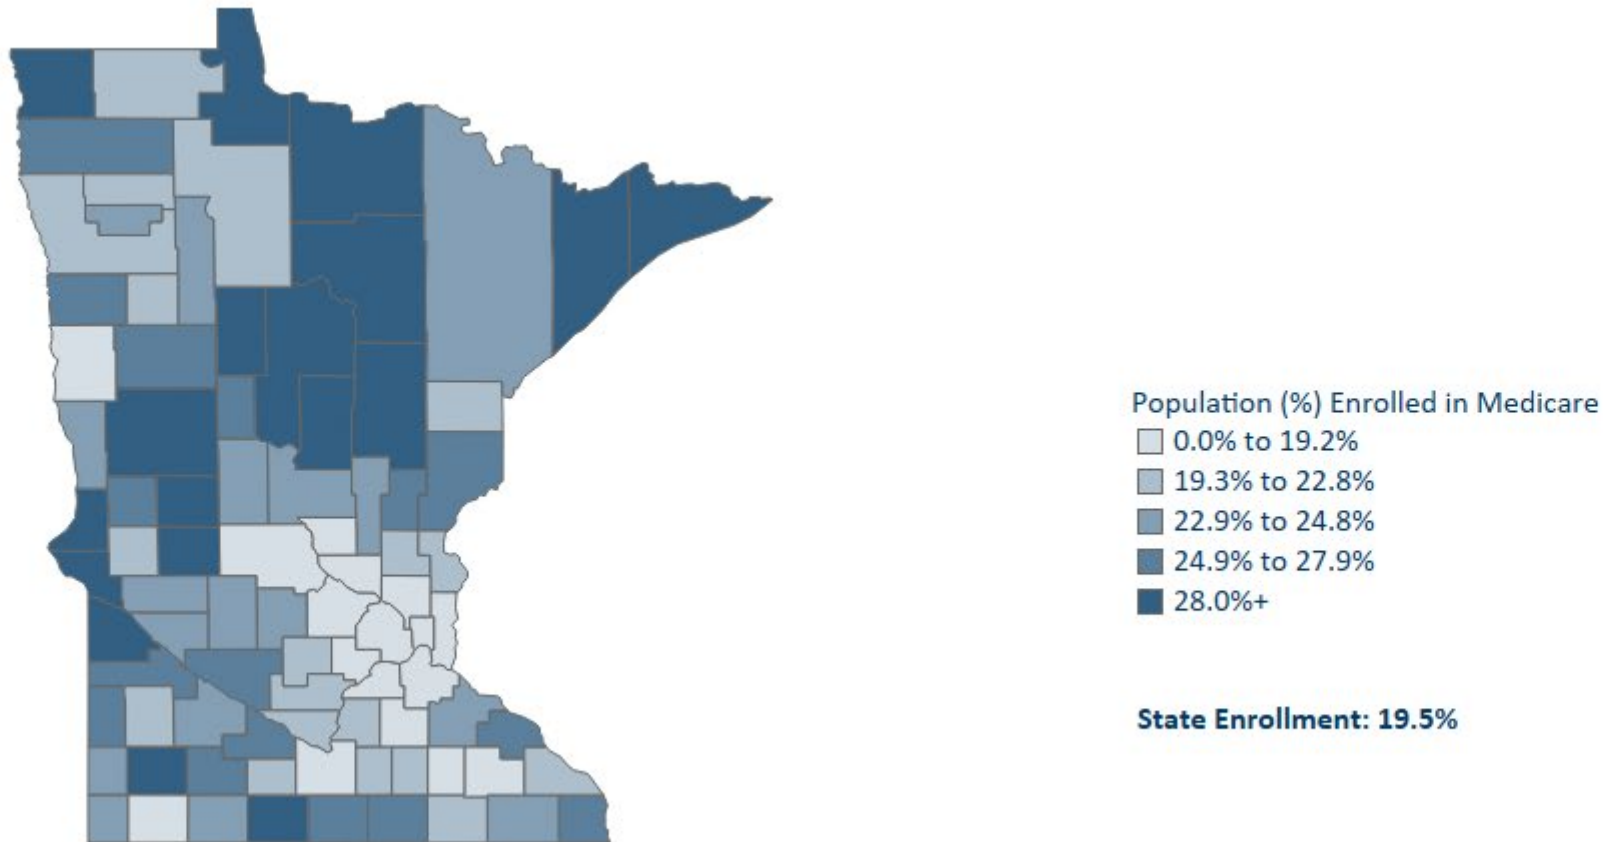 Population (%) Enrolled in Medicare
0.0% to 19.2%
19.3% to 22.8%
22.9% to 24.8%
24.9% to 27.9%
28.0%+
State Enrollment: 19.5%